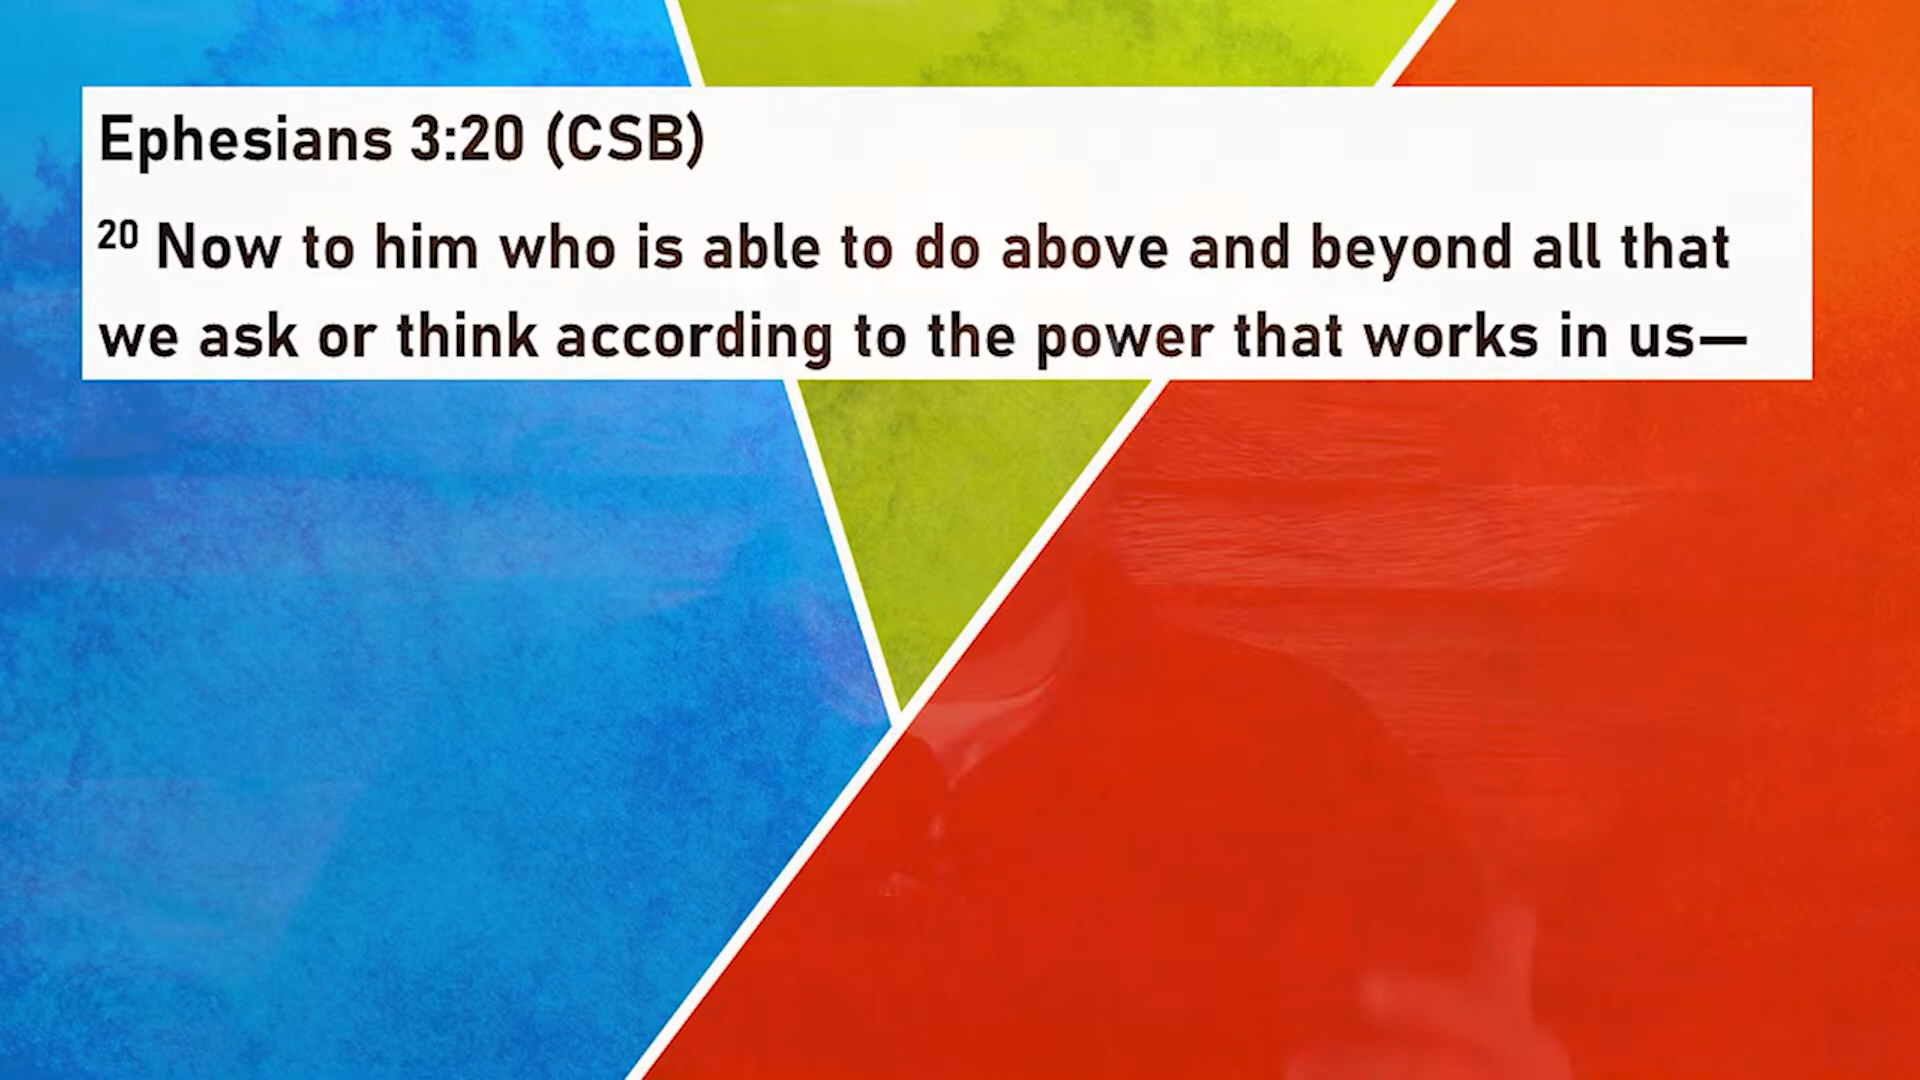 Ephesians 3:20 (CSB)
20 Now to him who is able to do above and beyond all that
we ask or think according to the power that works in us—